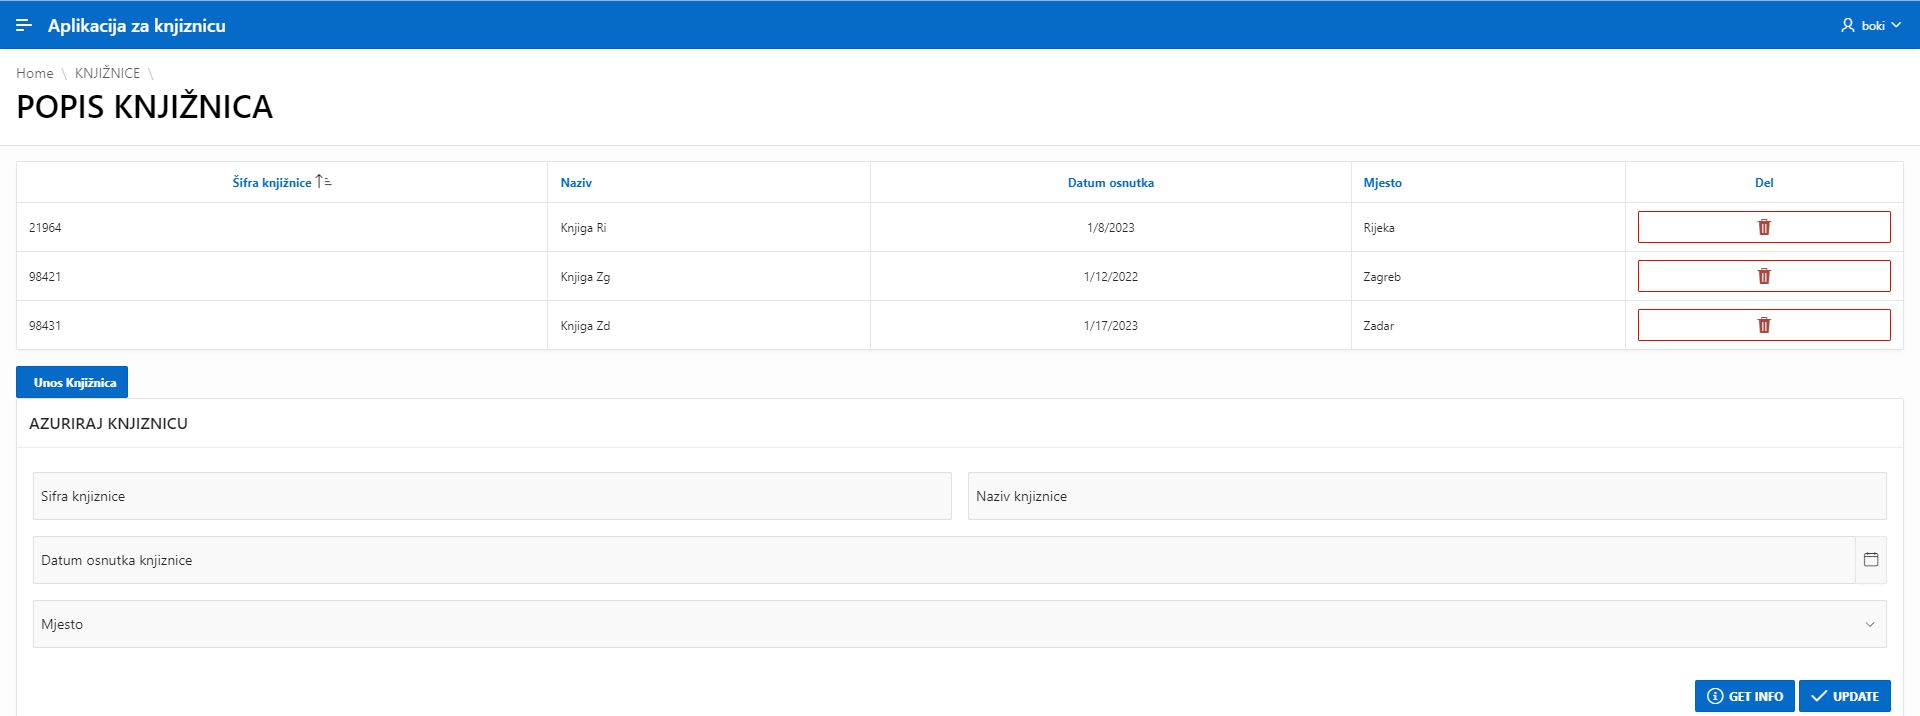 Aplikacija za knjiznicu
boki
Home \ KNJIŽNICE \
POPIS KNJIŽNICA
Šifra knjižnice Naziv Datum osnutka Mjesto Del
21964 Knjiga Ri 1/8/2023 Rijeka
98421 Knjiga Zg 1/12/2022 Zagreb
98431 Knjiga Zd 1/17/2023 Zadar
Unos Knjižnica
AZURIRAJ KNJIZNICU
Sifra knjiznice Naziv knjiznice
Datum osnutka knjiznice
Mjesto
GET INFO UPDATE